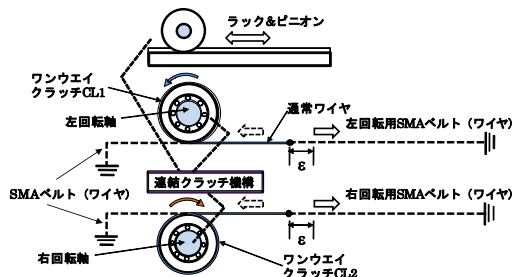 ラック&ピニオン
ワンウエイ
クラッチCL1
左回転軸
通常ワイヤ
左回転用SMAベルト（ワイヤ）
ε
SMAベルト（ワイヤ）
連結クラッチ機構
右回転用SMAベルト（ワイヤ）
ε
右回転軸
ワンウエイ
クラッチCL2